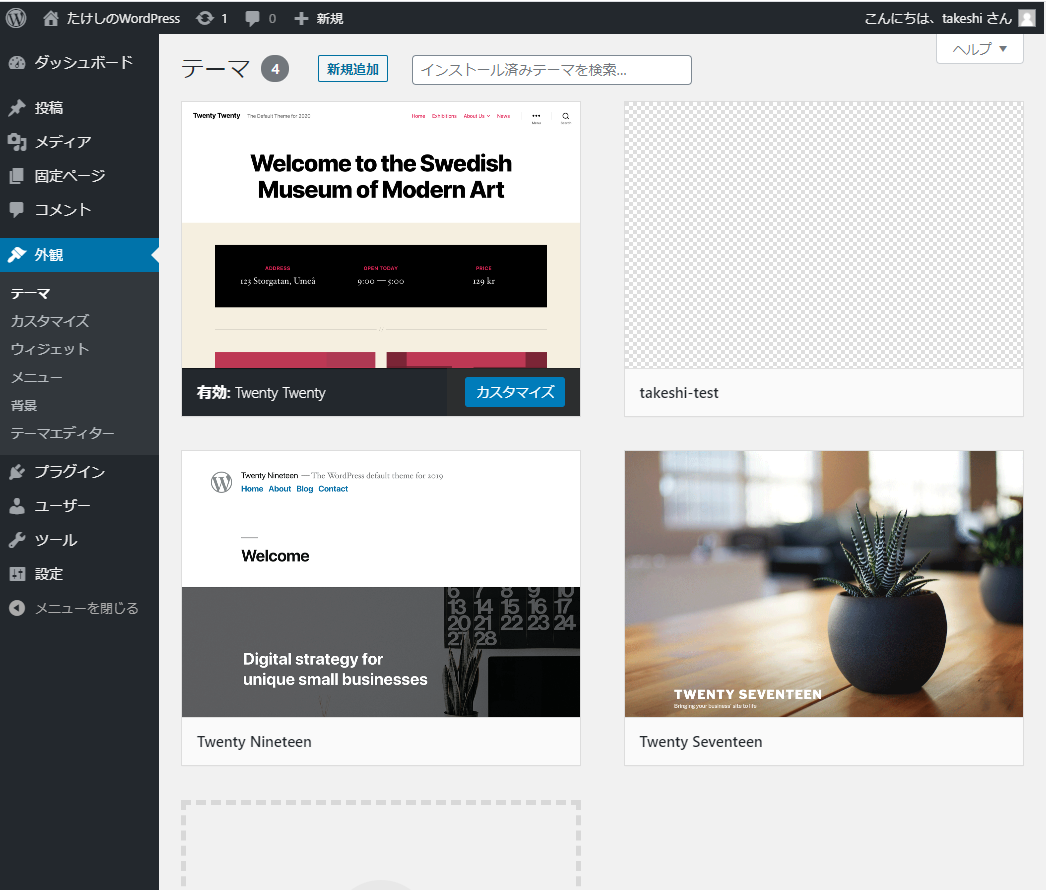 たけしのWordPress 1 0 新規 こんにちは、takeshi さん
ヘルプ
ダッシュボード
投稿
メディア
固定ページ
コメント
外観
テーマ
カスタマイズ
ウィジェット
メニュー
背景
テーマエディター
プラグイン
ユーザー
ツール
設定
メニューを閉じる
テーマ 4 新規追加 インストール済みテーマを検索...
Twenty Twenty The Default Theme for 2020 Home Exhibitions About Us News
Welcome to the Swedish
Museum of Modern Art
ADDRESS OPEN TODAY PRICE
123 Storgatan, Umeå 9:00 — 5:00 129 kr
有効: Twenty Twenty カスタマイズ
takeshi-test
Twenty Nineteen — The WordPress default theme for 2019
Home About Blog Contact
Welcome
6 7 8 9 10
13 14 15 16 17
20 21 22 23 24
27 28
Digital strategy for
unique small businesses
Twenty Nineteen
TWENTY SEVENTEEN
Bringing your business' site to life
Twenty Seventeen